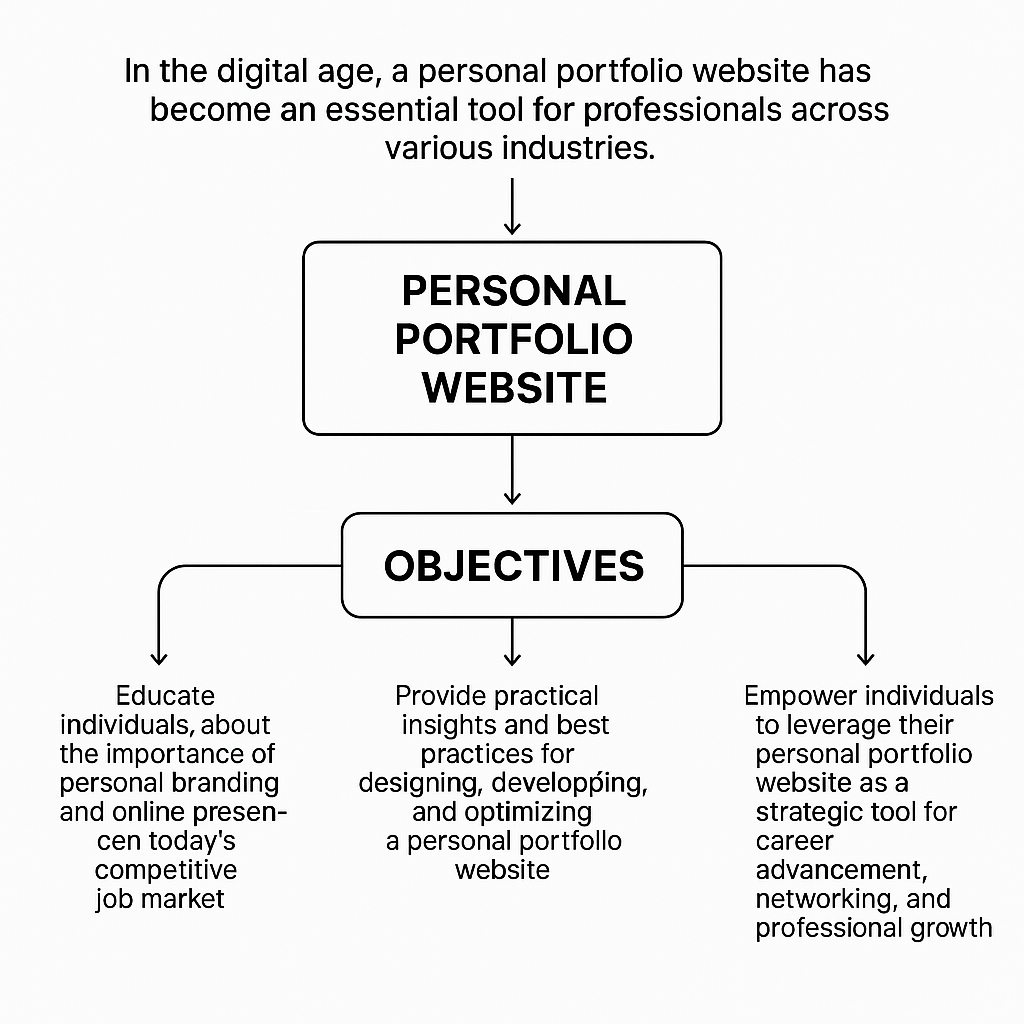 In the digital age, a personal portfolio website has
become an essential tool for professionals across
various industries.
PERSONAL
PORTFOLIO
WEBSITE
OBJECTIVES
Educate
individuals, about
the importance of
personal branding
and online presen-
cen today's
competitive
job market
Provide practical
insights and best
practices for
designing, developṕing,
and optimizing
a personal portfollo
website
Empower individuals
to leverage their
personal portfolio
website as a
strategic tool for
career
advancement,
networking, and
professional growth